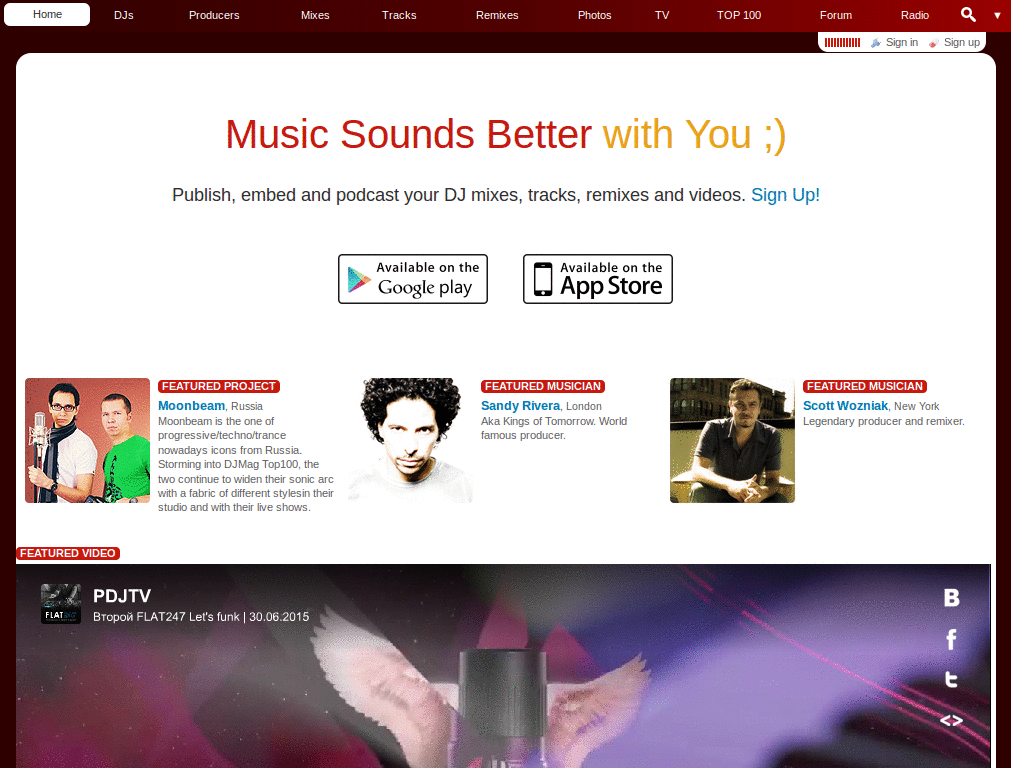 Home DJs Producers Mixes Tracks Remixes Photos TV TOP 100 Forum Radio ▼
Sign in Sign up
Music Sounds Better with You ;)
Publish, embed and podcast your DJ mixes, tracks, remixes and videos. Sign Up!
Available on the
Google play
Available on the
App Store
FEATURED PROJECT
Moonbeam, Russia
Moonbeam is the one of
progressive/techno/trance
nowadays icons from Russia.
Storming into DJMag Top100, the
two continue to widen their sonic arc
with a fabric of different stylesin their
studio and with their live shows.
FEATURED MUSICIAN
Sandy Rivera, London
Aka Kings of Tomorrow. World
famous producer.
FEATURED MUSICIAN
Scott Wozniak, New York
Legendary producer and remixer.
FEATURED VIDEO
FLAT247
PDJTV
Второй FLAT247 Let's funk | 30.06.2015
B
f
t
<>